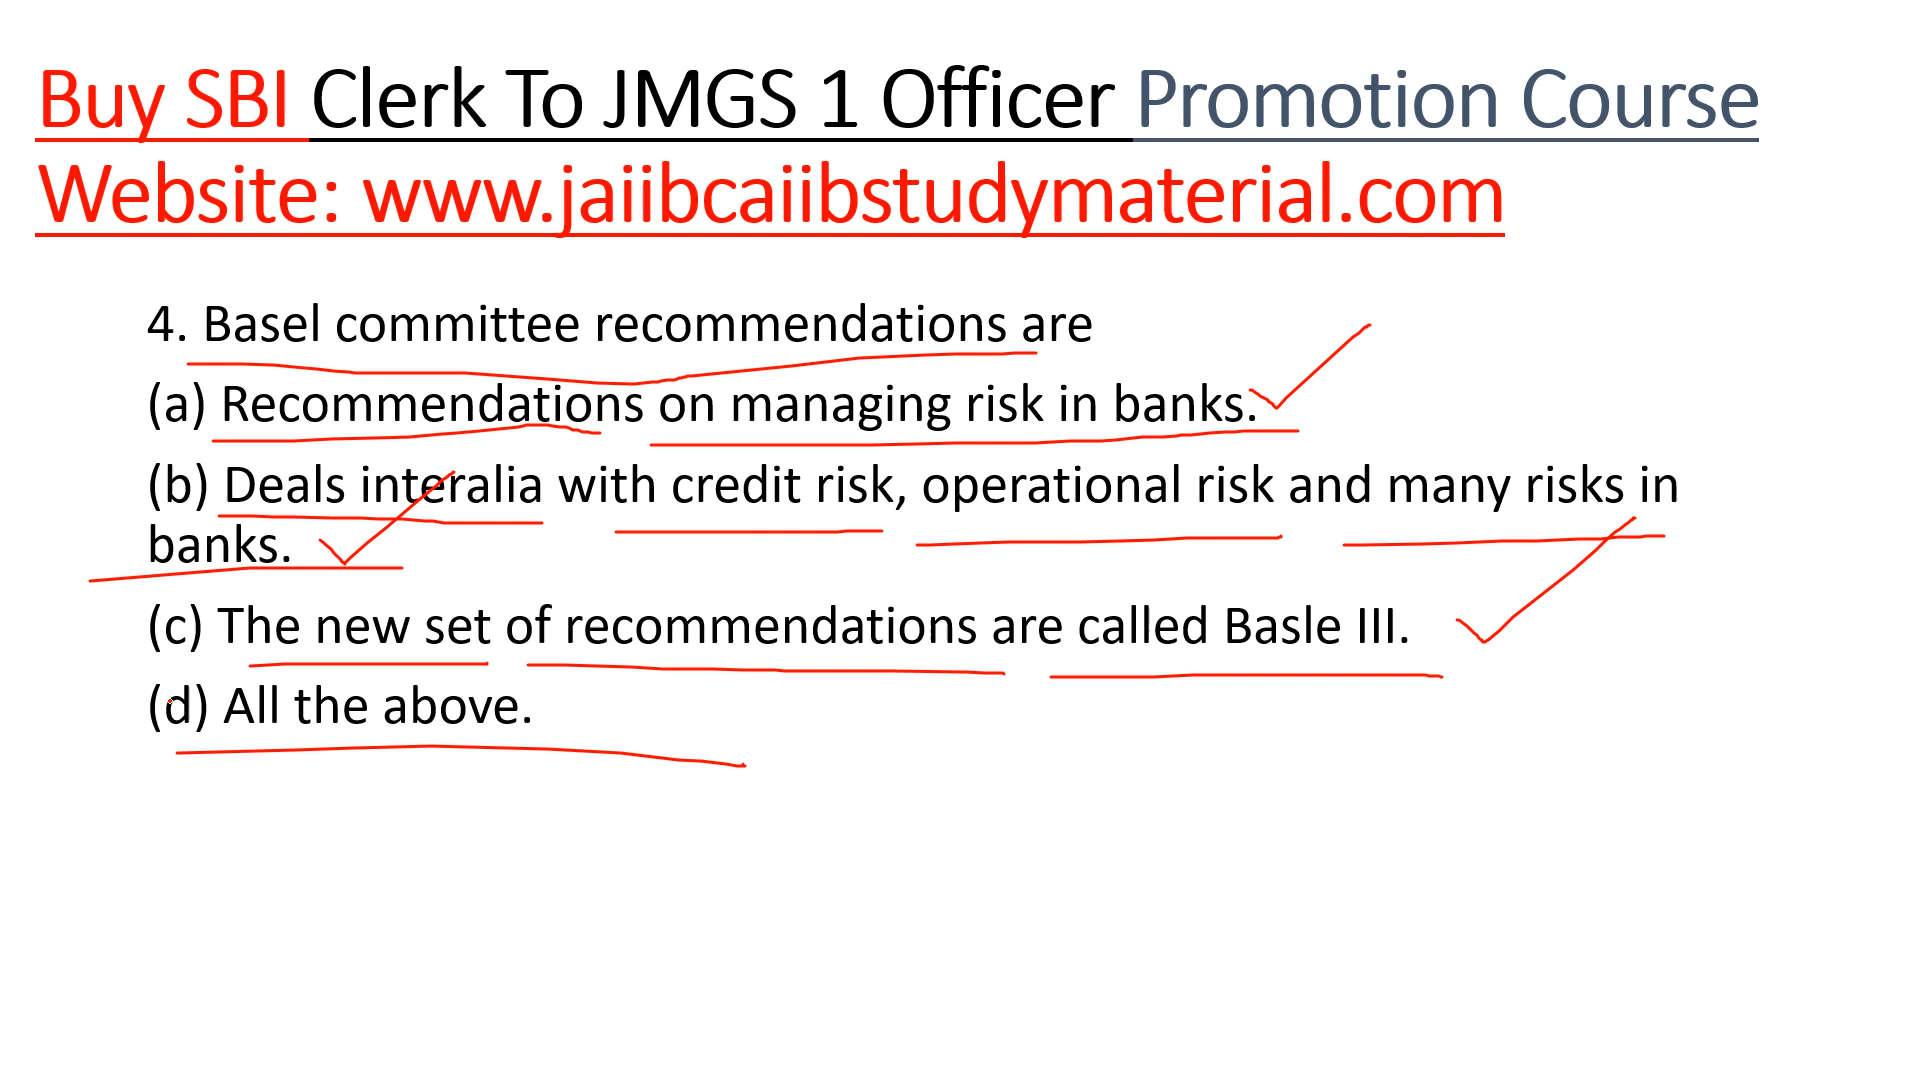 Buy SBI Clerk To JMGS 1 Officer Promotion Course
Website: www.jaiibcaiibstudymaterial.com
4. Basel committee recommendations are
(a) Recommendations on managing risk in banks.
(b) Deals interalia with credit risk, operational risk and many risks in
banks.
(c) The new set of recommendations are called Basle III.
(d) All the above.